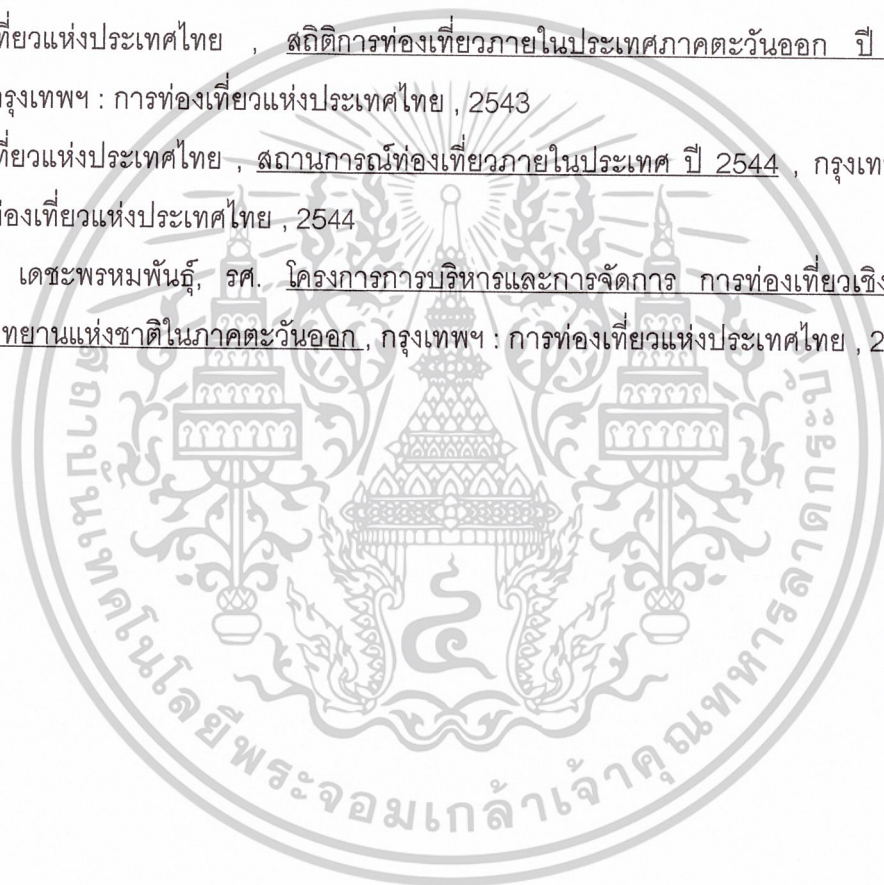 ที่ยวแห่งประเทศไทย , สถิติการท่องเที่ยวภายในประเทศภาคตะวันออก ปี
กรุงเทพฯ : การท่องเที่ยวแห่งประเทศไทย , 2543
ที่ยวแห่งประเทศไทย , สถานการณ์ท่องเที่ยวภายในประเทศ ปี 2544 , กรุงเทพ
ท่องเที่ยวแห่งประเทศไทย , 2544
เดชะพรหมพันธุ์, รศ. โครงการการบริหารและการจัดการ การท่องเที่ยวเชิง
ทยานแห่งชาติในภาคตะวันออก , กรุงเทพฯ : การท่องเที่ยวแห่งประเทศไทย , 2
สถาบันเทคโนโลยีพระจอมเกล้าเจ้าคุณทหารลาดกระบัง